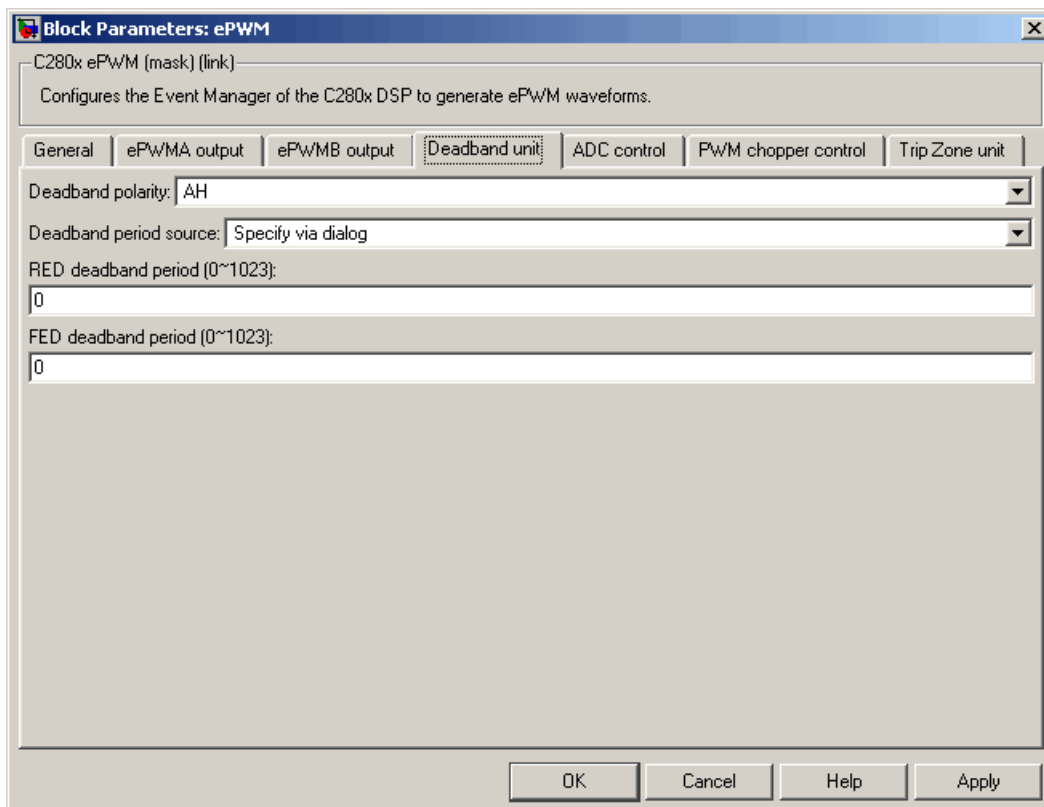 Block Parameters: ePWM
C280x ePWM (mask) (link)
Configures the Event Manager of the C280x DSP to generate ePWM waveforms.
General ePWMA output ePWMB output Deadband unit ADC control PWM chopper control Trip Zone unit
Deadband polarity: AH
Deadband period source: Specify via dialog
RED deadband period (0~1023):
0
FED deadband period (0~1023):
0
OK Cancel Help Apply